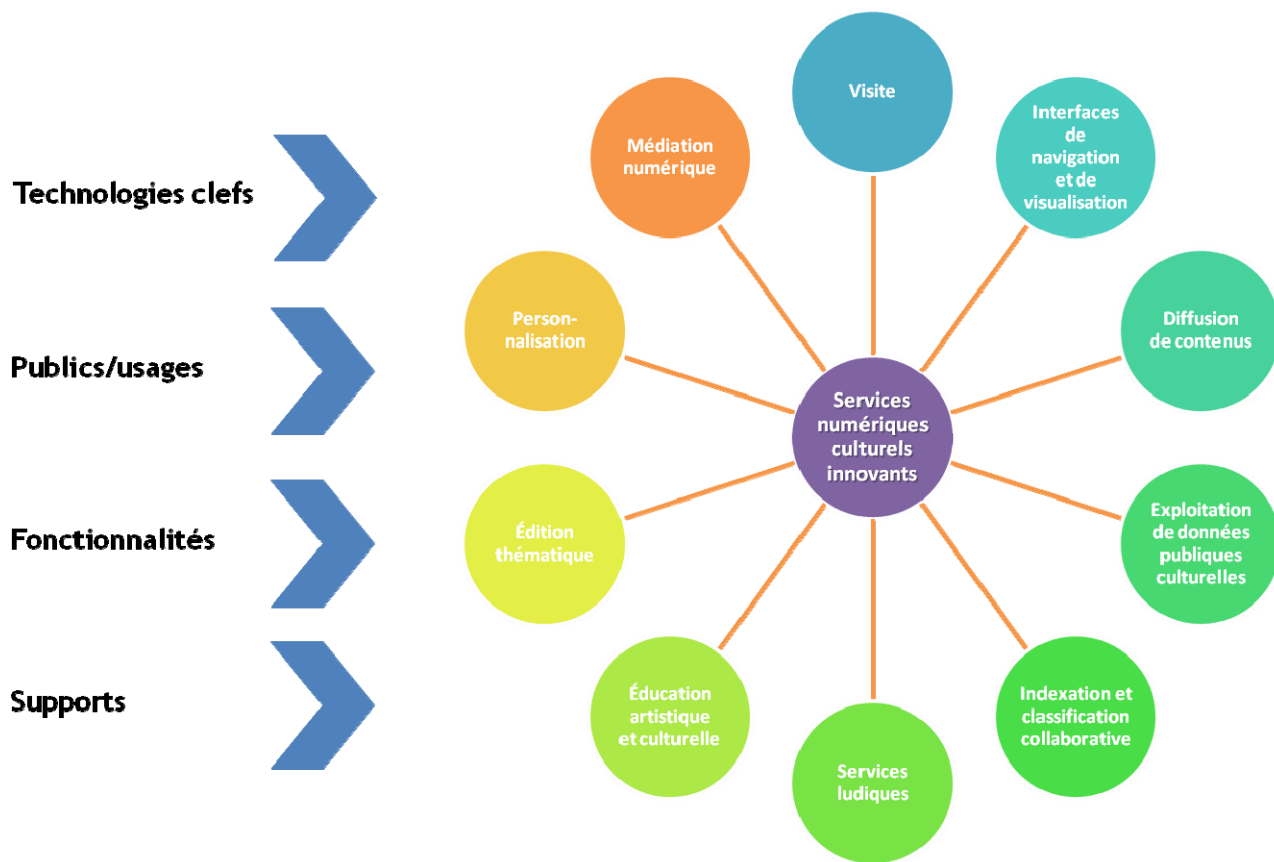 Technologies clefs
Publics/usages
Fonctionnalités
Supports
Visite
Interfaces
de
navigation
et de
visualisation
Diffusion
de contenus
Exploitation
de données
publiques
culturelles
Indexation et
classification
collaborative
Services
ludiques
Éducation
artistique
et culturelle
Édition
thématique
Person-
nalisation
Médiation
numérique
Services
numériques
culturels
innovants